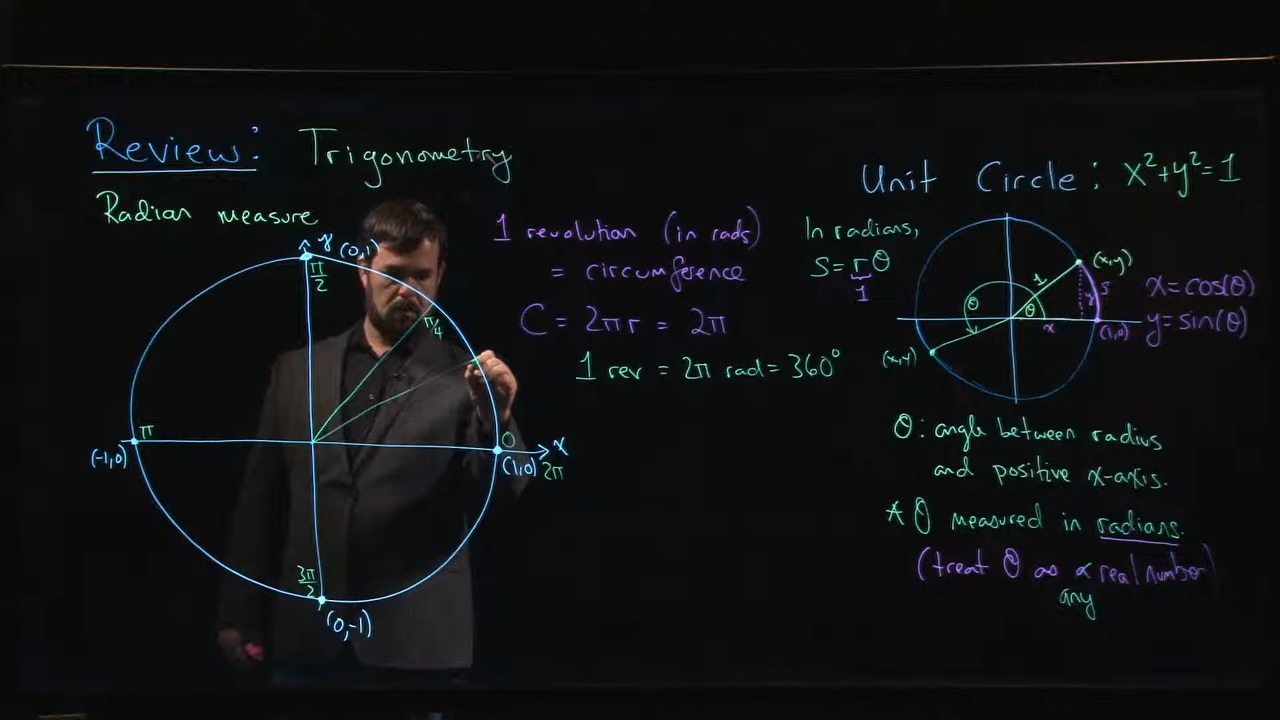 Review: Trigonometry
Radian measure
y (0,1)
π/2
π/4
π
(-1,0)
0
x
(1,0) 2π
3π/2
(0,-1)
1 revolution (in rads)
= circumference
C = 2πr = 2π
1 rev = 2π rad = 360°
In radians,
S = rθ
1
Unit Circle: x²+y²=1
(x,y)
1
y
s
θ
θ
x
(1,0)
(x,y)
x=cos(θ)
y=sin(θ)
θ: angle between radius
and positive x-axis.
* θ measured in radians.
(treat θ as a real number)
any